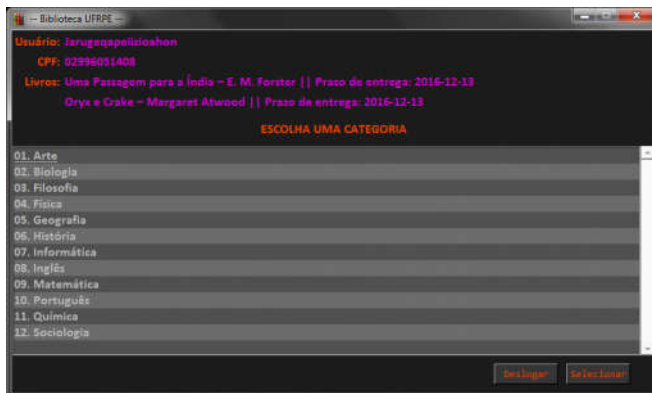 -- Biblioteca UFRPE --
Usuário: Jarugeqapeiizioahon
CPF: 02996051408
Livros: Uma Passagem para a Índia – E. M. Forster || Prazo de entrega: 2016-12-13
Oryx e Crake – Margaret Atwood || Prazo de entrega: 2016-12-13
ESCOLHA UMA CATEGORIA
01. Arte
02. Biologia
03. Filosofia
04. Física
05. Geografia
06. História
07. Informática
08. Inglês
09. Matemática
10. Português
11. Química
12. Sociologia
Deslogar Selecionar